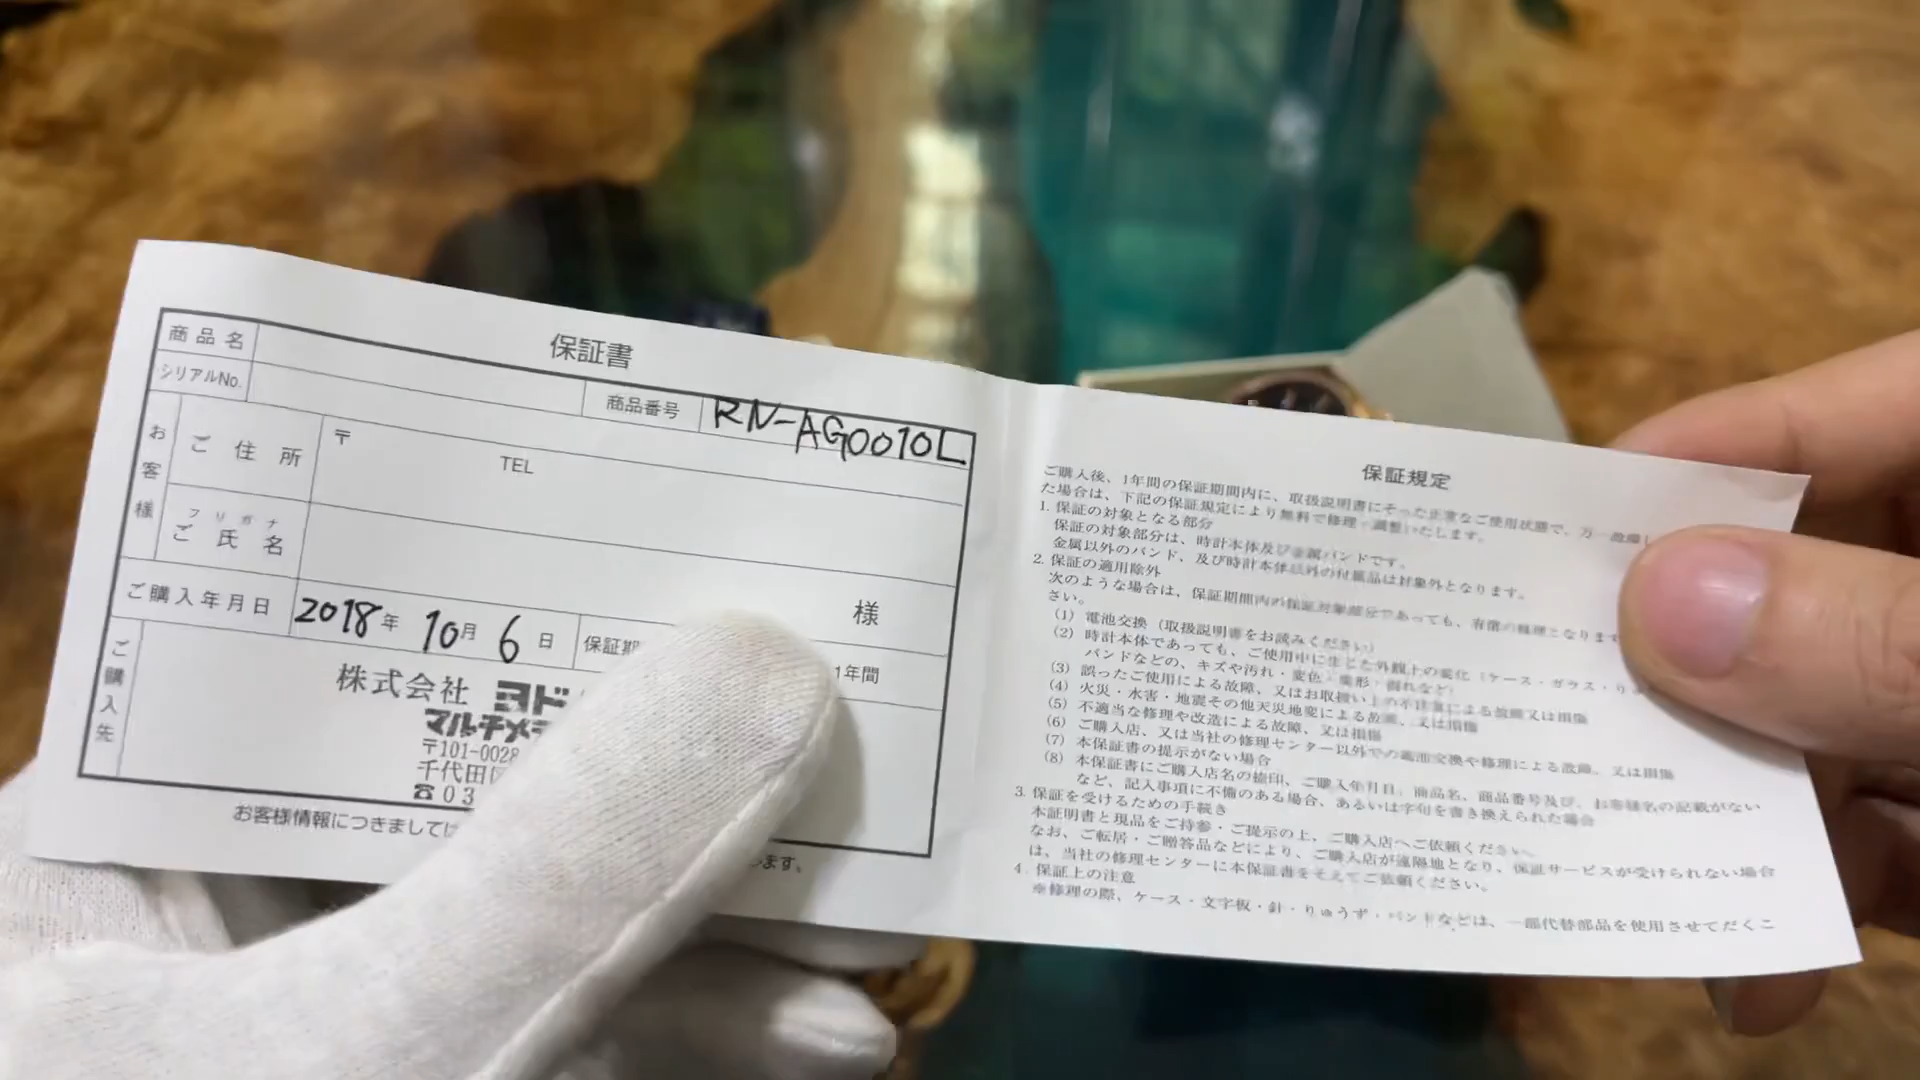 保証書
商品名
シリアルNo.
商品番号 RN-AG0010L
お客様
ご住所 〒
TEL
フリガナ
ご氏名
様
ご購入年月日 2018年 10月 6日 保証期
1年間
ご購入先
株式会社 ヨド
マルチメ
〒101-0028
千代田区
☎03
お客様情報につきましては
ます。
保証規定
ご購入後、1年間の保証期間内に、取扱説明書にそった正常なご使用状態で、万一故障し
た場合は、下記の保証規定により無料で修理・調整いたします。
1. 保証の対象となる部分
保証の対象部分は、時計本体及び金属バンドです。
金属以外のバンド、及び時計本体以外の付属品は対象外となります。
2. 保証の適用除外
次のような場合は、保証期間内の保証対象部分であっても、有償の修理となります
さい。
(1) 電池交換（取扱説明書をお読みください）
(2) 時計本体であっても、ご使用中に生じた外観上の変化（ケース・ガラス・り
バンドなどの、キズや汚れ・変色・変形・割れなど）
(3) 誤ったご使用による故障、又はお取扱い上の不注意による故障又は損傷
(4) 火災・水害・地震その他天災地変による故障、又は損傷
(5) 不適当な修理や改造による故障、又は損傷
(6) ご購入店、又は当社の修理センター以外での電池交換や修理による故障、又は損傷
(7) 本保証書の提示がない場合
(8) 本保証書にご購入店名の捺印、ご購入年月日、商品名、商品番号及び、お客様名の記載がない
など、記入事項に不備のある場合、あるいは字句を書き換えられた場合
3. 保証を受けるための手続き
本証明書と現品をご持参・ご提示の上、ご購入店へご依頼ください。
なお、ご転居・ご贈答品などにより、ご購入店が遠隔地となり、保証サービスが受けられない場合
は、当社の修理センターに本保証書をそえてご依頼ください。
4. 保証上の注意
※修理の際、ケース・文字板・針・りゅうず・バンドなどは、一部代替部品を使用させてだくこ